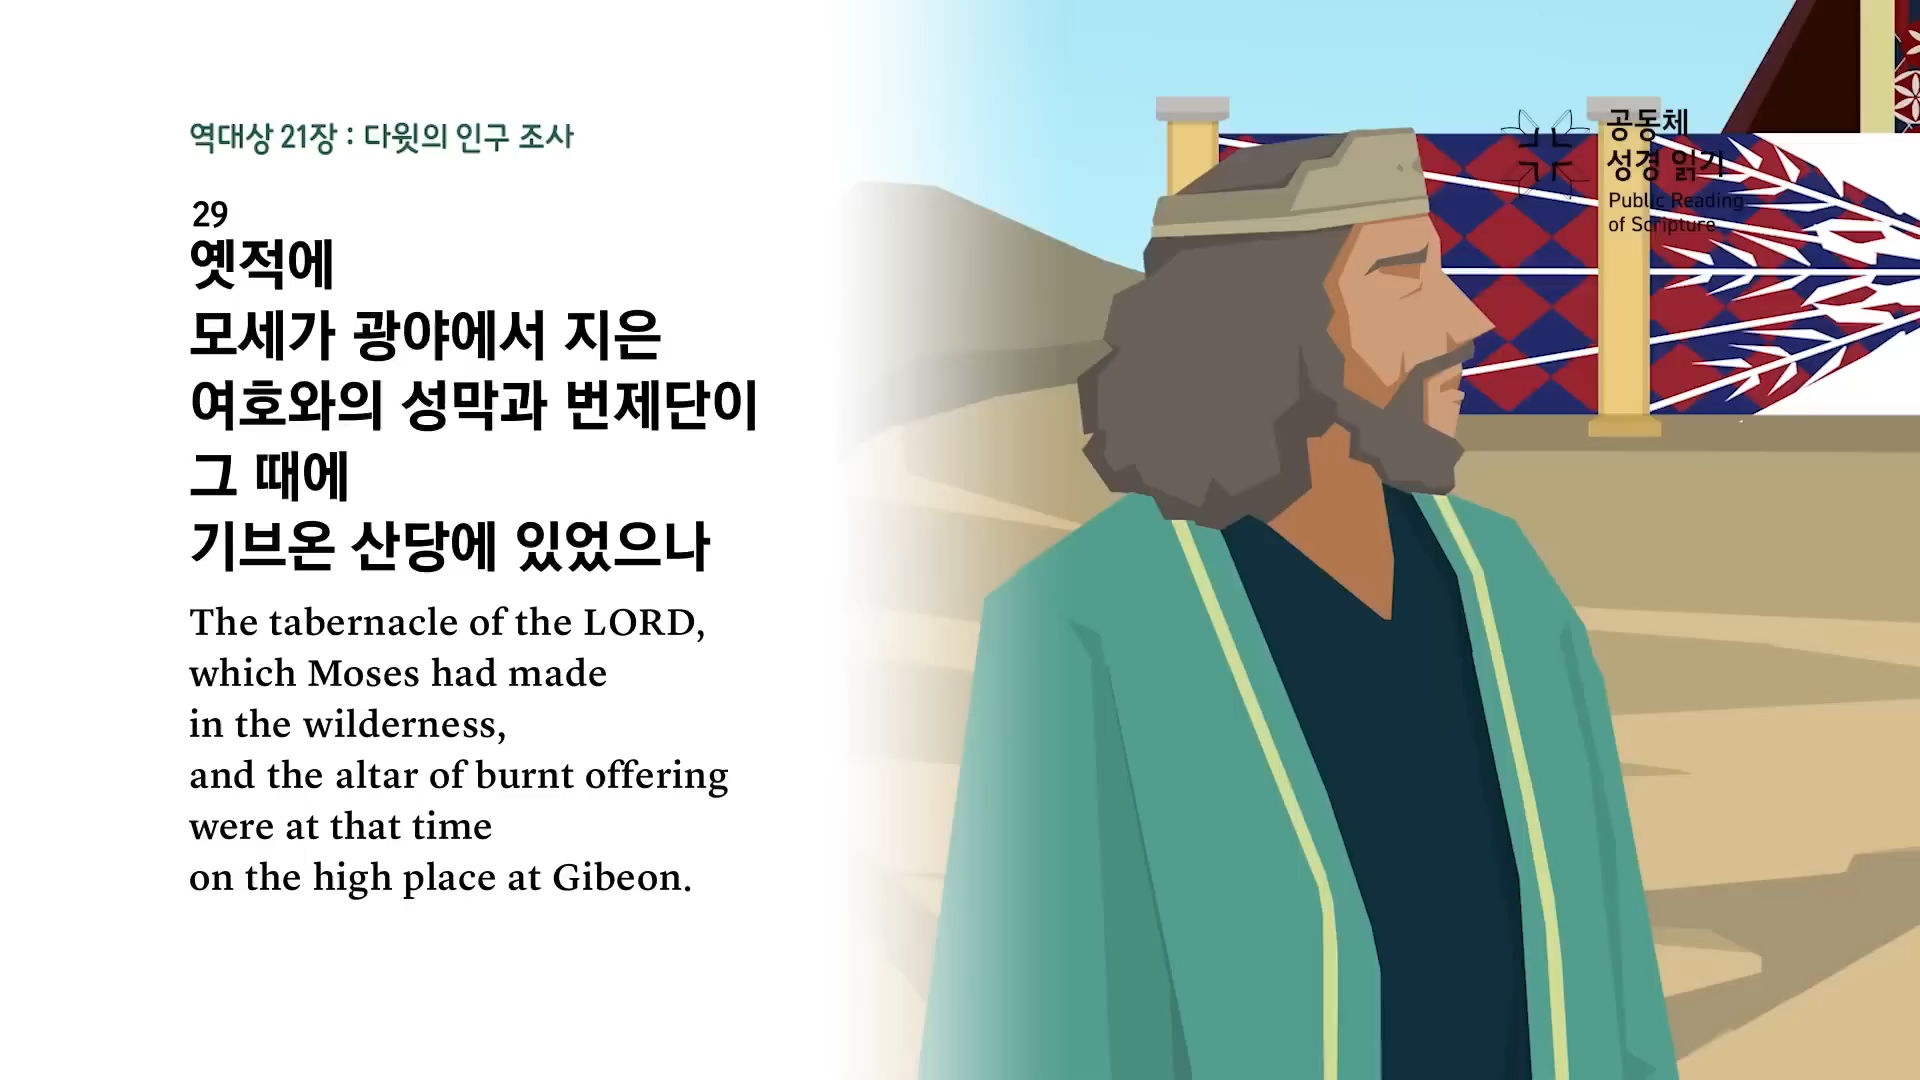 역대상 21장 : 다윗의 인구 조사
29
옛적에
모세가 광야에서 지은
여호와의 성막과 번제단이
그 때에
기브온 산당에 있었으나
The tabernacle of the LORD,
which Moses had made
in the wilderness,
and the altar of burnt offering
were at that time
on the high place at Gibeon.
공동체
성경 읽기
Public Reading
of Scripture